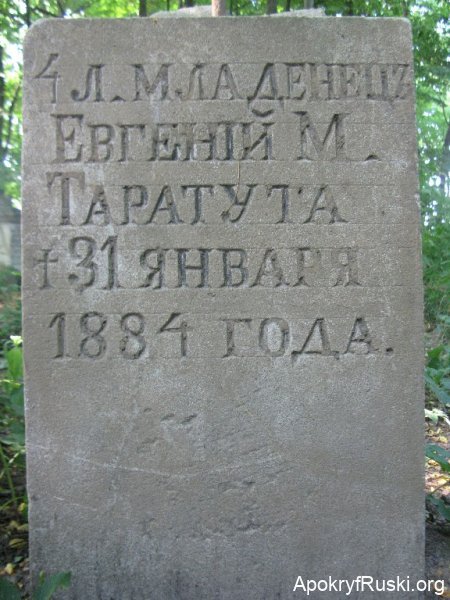 4 Л. МЛАДЕНЕЦЪ
ЕВГЕНІЙ М.
ТАРАТУТА
† 31 ЯНВАРЯ
1884 ГОДА.
ApokryfRuski.org